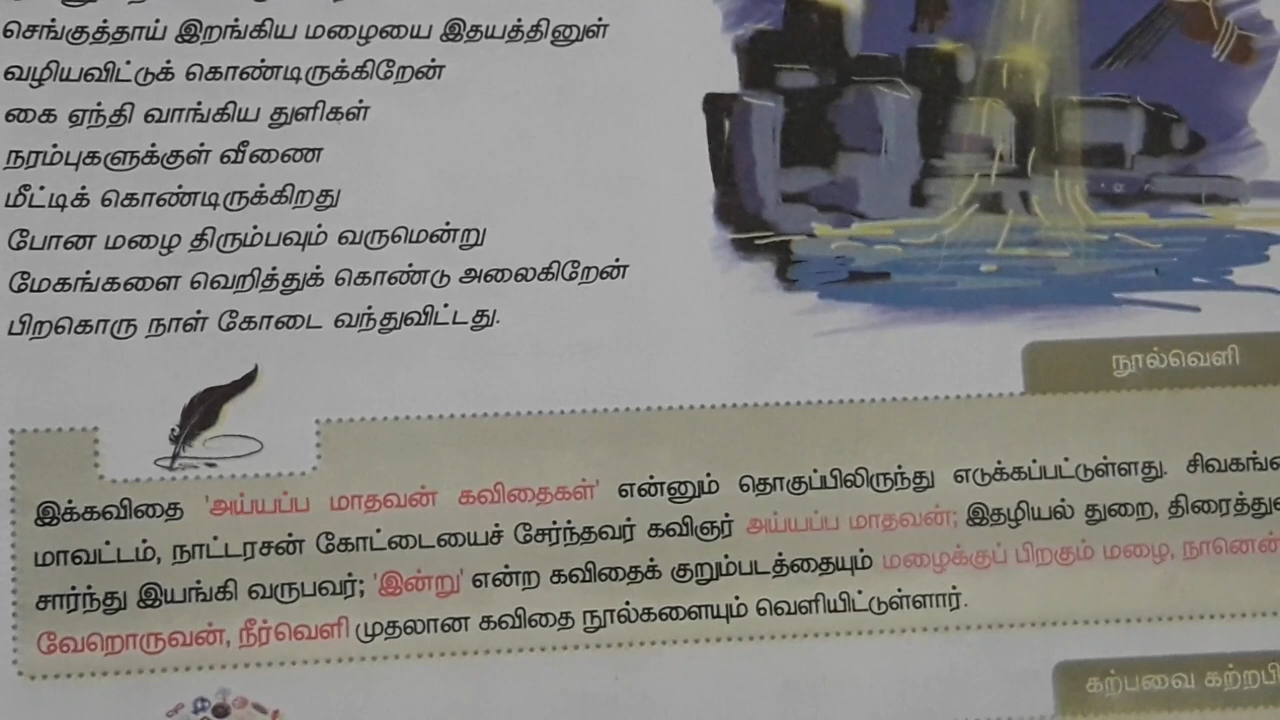 செங்குத்தாய் இறங்கிய மழையை இதயத்தினுள்
வழியவிட்டுக் கொண்டிருக்கிறேன்
கை ஏந்தி வாங்கிய துளிகள்
நரம்புகளுக்குள் வீணை
மீட்டிக் கொண்டிருக்கிறது
போன மழை திரும்பவும் வருமென்று
மேகங்களை வெறித்துக் கொண்டு அலைகிறேன்
பிறகொரு நாள் கோடை வந்துவிட்டது.
நூல்வெளி
இக்கவிதை 'அய்யப்ப மாதவன் கவிதைகள்' என்னும் தொகுப்பிலிருந்து எடுக்கப்பட்டுள்ளது.
மாவட்டம், நாட்டரசன் கோட்டையைச் சேர்ந்தவர் கவிஞர் அய்யப்ப மாதவன்; இதழியல் துறை,
சார்ந்து இயங்கி வருபவர்; 'இன்று' என்ற கவிதைக் குறும்படத்தையும் மழைக்குப் பிறகும் மழை,
வேறொருவன், நீர்வெளி முதலான கவிதை நூல்களையும் வெளியிட்டுள்ளார்.
கற்பவை